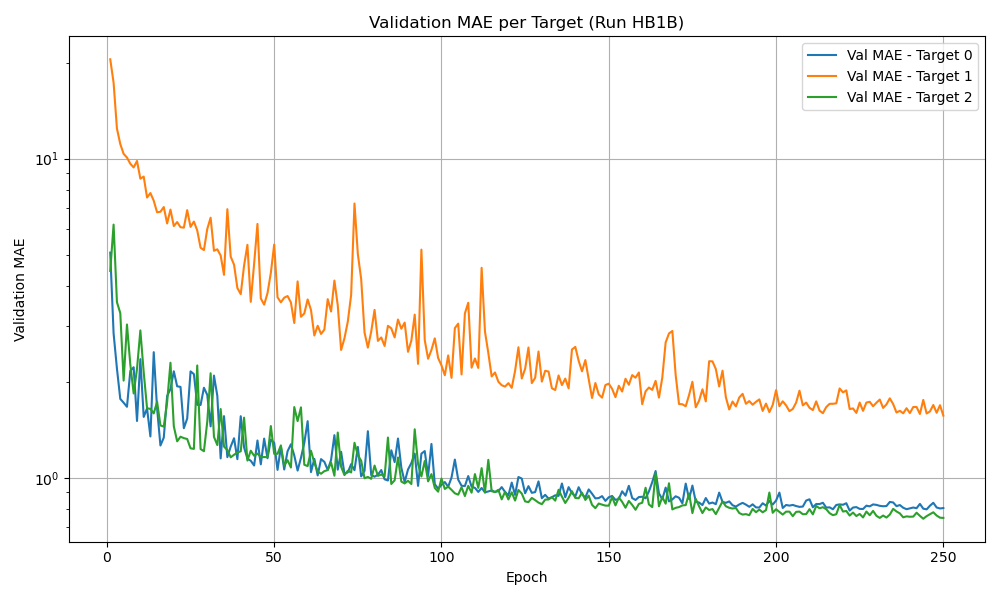 Validation MAE per Target (Run HB1B)
Val MAE - Target 0
Val MAE - Target 1
Val MAE - Target 2
Validation MAE
10¹
10⁰
0 50 100 150 200 250
Epoch